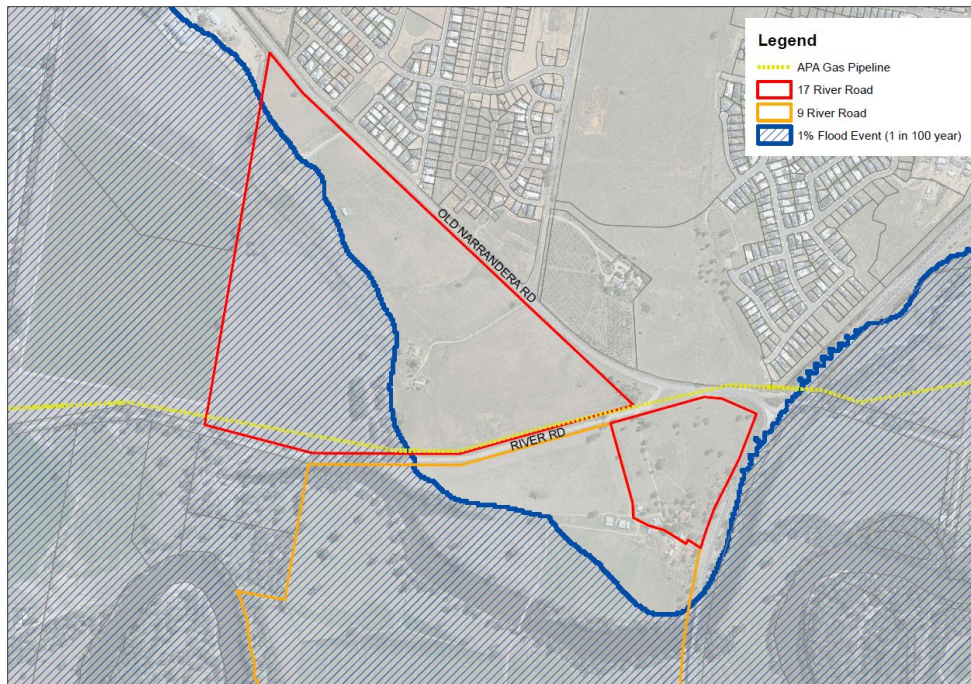 Legend
APA Gas Pipeline
17 River Road
9 River Road
1% Flood Event (1 in 100 year)
OLD NARRANDERA RD
RIVER RD